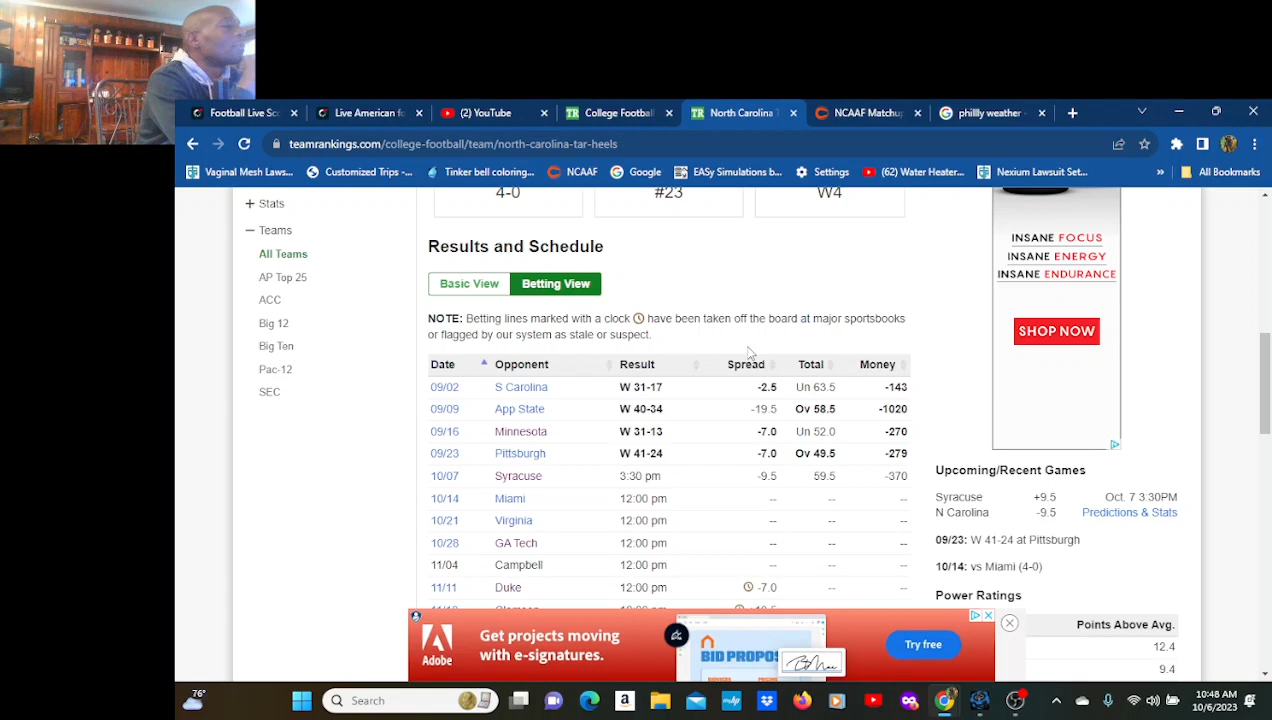 Football Live Sco
Live American fo
(2) YouTube
TR College Football
TR North Carolina T
NCAAF Matchup
phillly weather -
teamrankings.com/college-football/team/north-carolina-tar-heels
Vaginal Mesh Laws...
Customized Trips -...
Tinker bell coloring...
NCAAF
Google
EASy Simulations b...
Settings
(62) Water Heater...
Nexium Lawsuit Set...
»
All Bookmarks
+ Stats
− Teams
All Teams
AP Top 25
ACC
Big 12
Big Ten
Pac-12
SEC
4-0 #23 W4
Results and Schedule
Basic View Betting View
NOTE: Betting lines marked with a clock have been taken off the board at major sportsbooks
or flagged by our system as stale or suspect.
Date Opponent Result Spread Total Money
09/02 S Carolina W 31-17 -2.5 Un 63.5 -143
09/09 App State W 40-34 -19.5 Ov 58.5 -1020
09/16 Minnesota W 31-13 -7.0 Un 52.0 -270
09/23 Pittsburgh W 41-24 -7.0 Ov 49.5 -279
10/07 Syracuse 3:30 pm -9.5 59.5 -370
10/14 Miami 12:00 pm -- -- --
10/21 Virginia 12:00 pm -- -- --
10/28 GA Tech 12:00 pm -- -- --
11/04 Campbell 12:00 pm -- -- --
11/11 Duke 12:00 pm -7.0 -- --
INSANE FOCUS
INSANE ENERGY
INSANE ENDURANCE
SHOP NOW
Upcoming/Recent Games
Syracuse +9.5 Oct. 7 3:30PM
N Carolina -9.5 Predictions & Stats
09/23: W 41-24 at Pittsburgh
10/14: vs Miami (4-0)
Power Ratings
Points Above Avg.
12.4
9.4
Adobe
Get projects moving
with e-signatures.
BID PROPOS
Try free
76°
Search
10:48 AM
10/6/2023